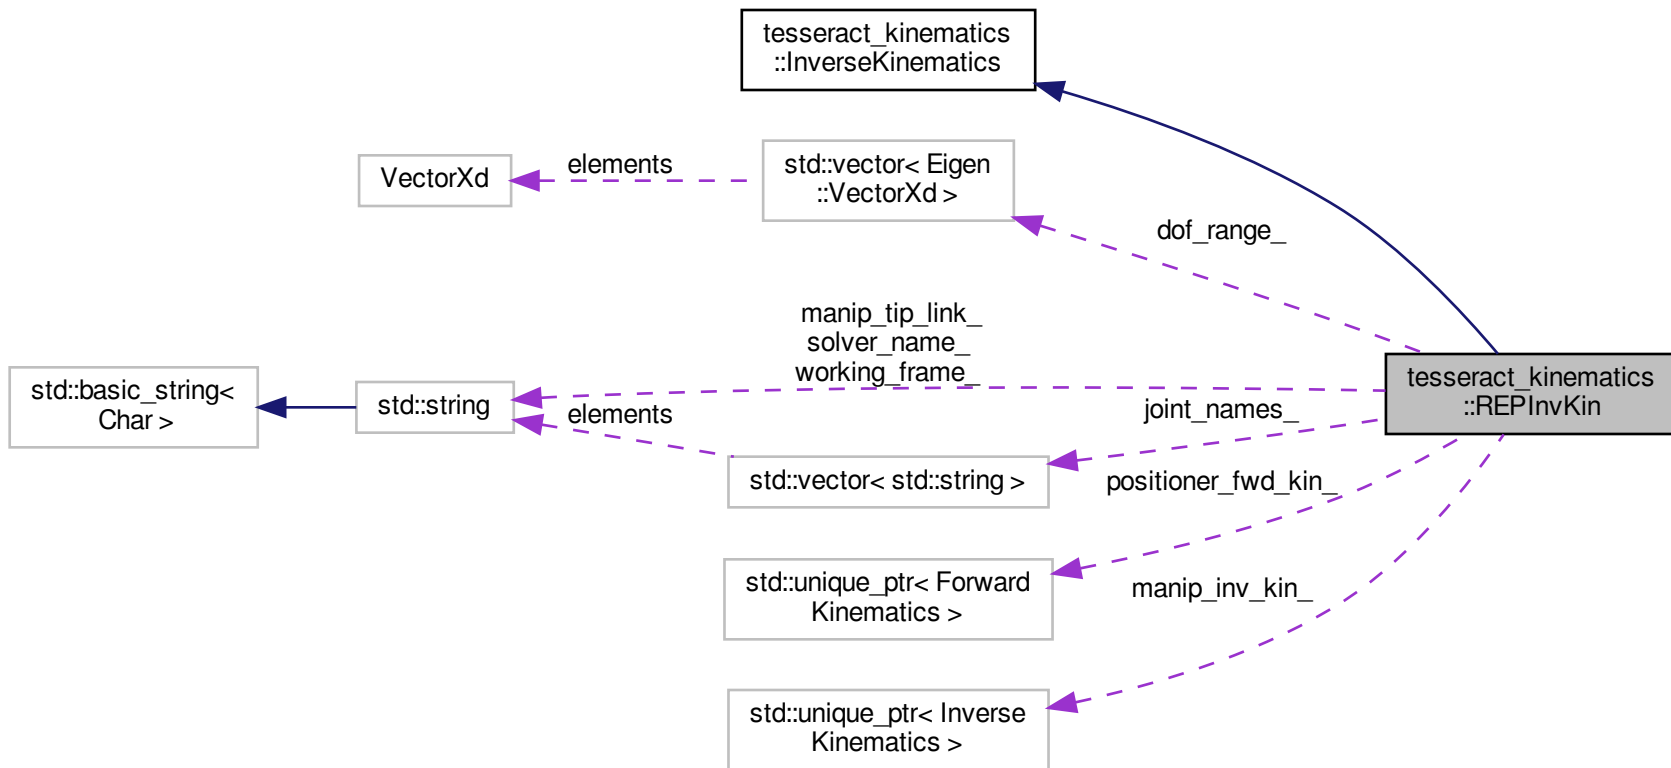 tesseract_kinematics
::InverseKinematics
VectorXd
elements
std::vector< Eigen
::VectorXd >
dof_range_
manip_tip_link_
solver_name_
working_frame_
std::basic_string<
Char >
std::string
elements
joint_names_
tesseract_kinematics
::REPInvKin
std::vector< std::string >
positioner_fwd_kin_
std::unique_ptr< Forward
Kinematics >
manip_inv_kin_
std::unique_ptr< Inverse
Kinematics >